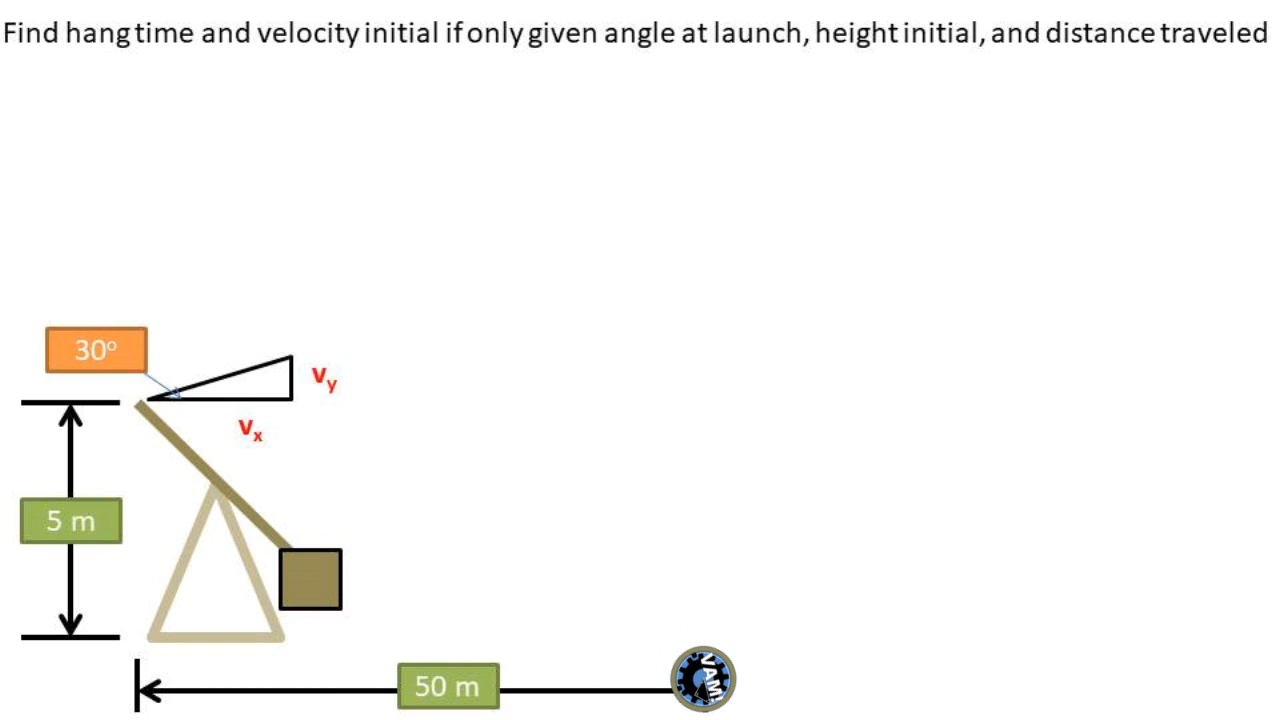 Find hang time and velocity initial if only given angle at launch, height initial, and distance traveled
30°
vy
vx
5 m
50 m
VAM!